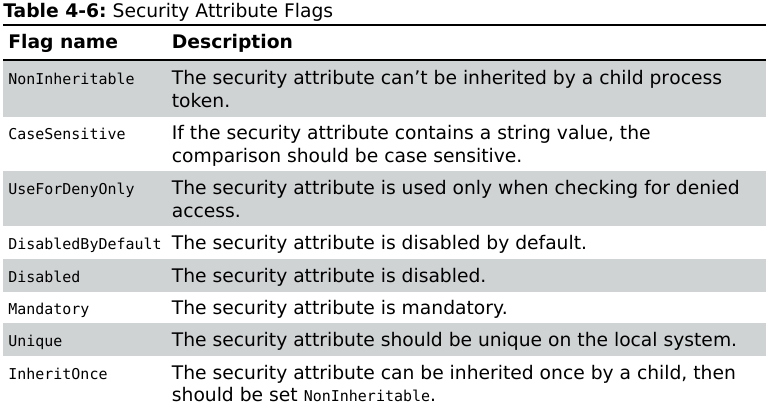 Table 4-6: Security Attribute Flags
Flag name Description
NonInheritable The security attribute can’t be inherited by a child process
token.
CaseSensitive If the security attribute contains a string value, the
comparison should be case sensitive.
UseForDenyOnly The security attribute is used only when checking for denied
access.
DisabledByDefault The security attribute is disabled by default.
Disabled The security attribute is disabled.
Mandatory The security attribute is mandatory.
Unique The security attribute should be unique on the local system.
InheritOnce The security attribute can be inherited once by a child, then
should be set NonInheritable.